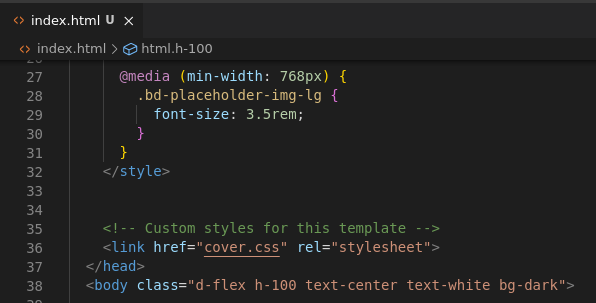 index.html U
index.html > html.h-100
27 @media (min-width: 768px) {
28 .bd-placeholder-img-lg {
29 font-size: 3.5rem;
30 }
31 }
32 </style>
33
34
35 <!-- Custom styles for this template -->
36 <link href="cover.css" rel="stylesheet">
37 </head>
38 <body class="d-flex h-100 text-center text-white bg-dark">